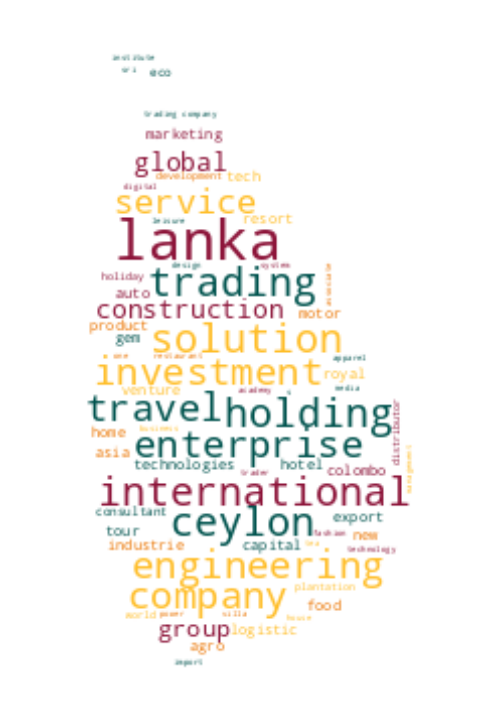 institute
sri eco
trading company
marketing
global
development tech
digital
service
leisure resort
lanka
design system
holiday trading associate
auto
construction motor
product
gem solution
one restaurant apparel
investment royal
venture academy media
travel holding
home business distributor
asia enterprise management
technologies hotel colombo
trader
international
consultant ceylon export
tour fashion new
industrie capital tea technology
engineering
company plantation
food
world power villa house
group logistic
agro
import